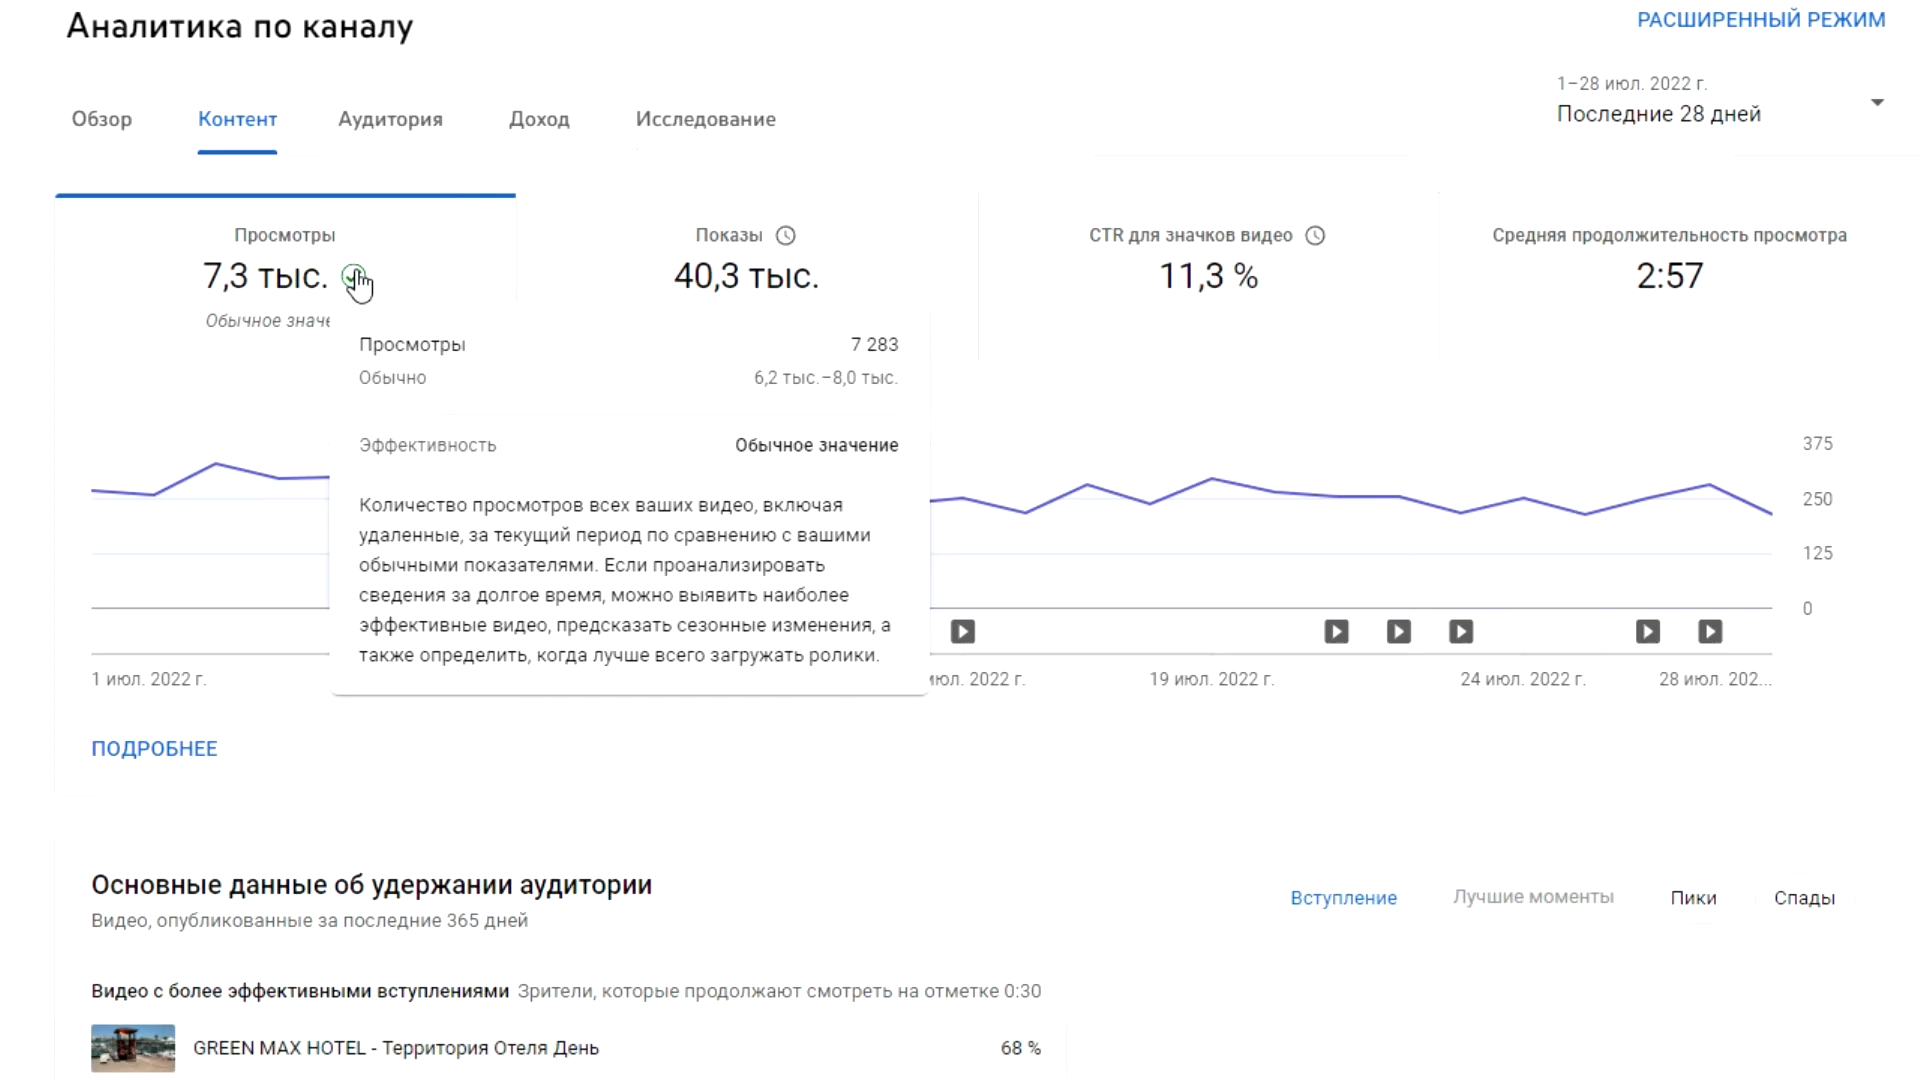 Аналитика по каналу
РАСШИРЕННЫЙ РЕЖИМ
1–28 июл. 2022 г.
Последние 28 дней
Обзор Контент Аудитория Доход Исследование
Просмотры
7,3 тыс.
Обычное
Показы
40,3 тыс.
CTR для значков видео
11,3 %
Средняя продолжительность просмотра
2:57
Просмотры 7 283
Обычно 6,2 тыс.–8,0 тыс.
Эффективность Обычное значение
Количество просмотров всех ваших видео, включая
удаленные, за текущий период по сравнению с вашими
обычными показателями. Если проанализировать
сведения за долгое время, можно выявить наиболее
эффективные видео, предсказать сезонные изменения, а
также определить, когда лучше всего загружать ролики.
375
250
125
0
1 июл. 2022 г. июл. 2022 г. 19 июл. 2022 г. 24 июл. 2022 г. 28 июл. 202...
ПОДРОБНЕЕ
Основные данные об удержании аудитории
Видео, опубликованные за последние 365 дней
Вступление Лучшие моменты Пики Спады
Видео с более эффективными вступлениями Зрители, которые продолжают смотреть на отметке 0:30
GREEN MAX HOTEL - Территория Отеля День 68 %